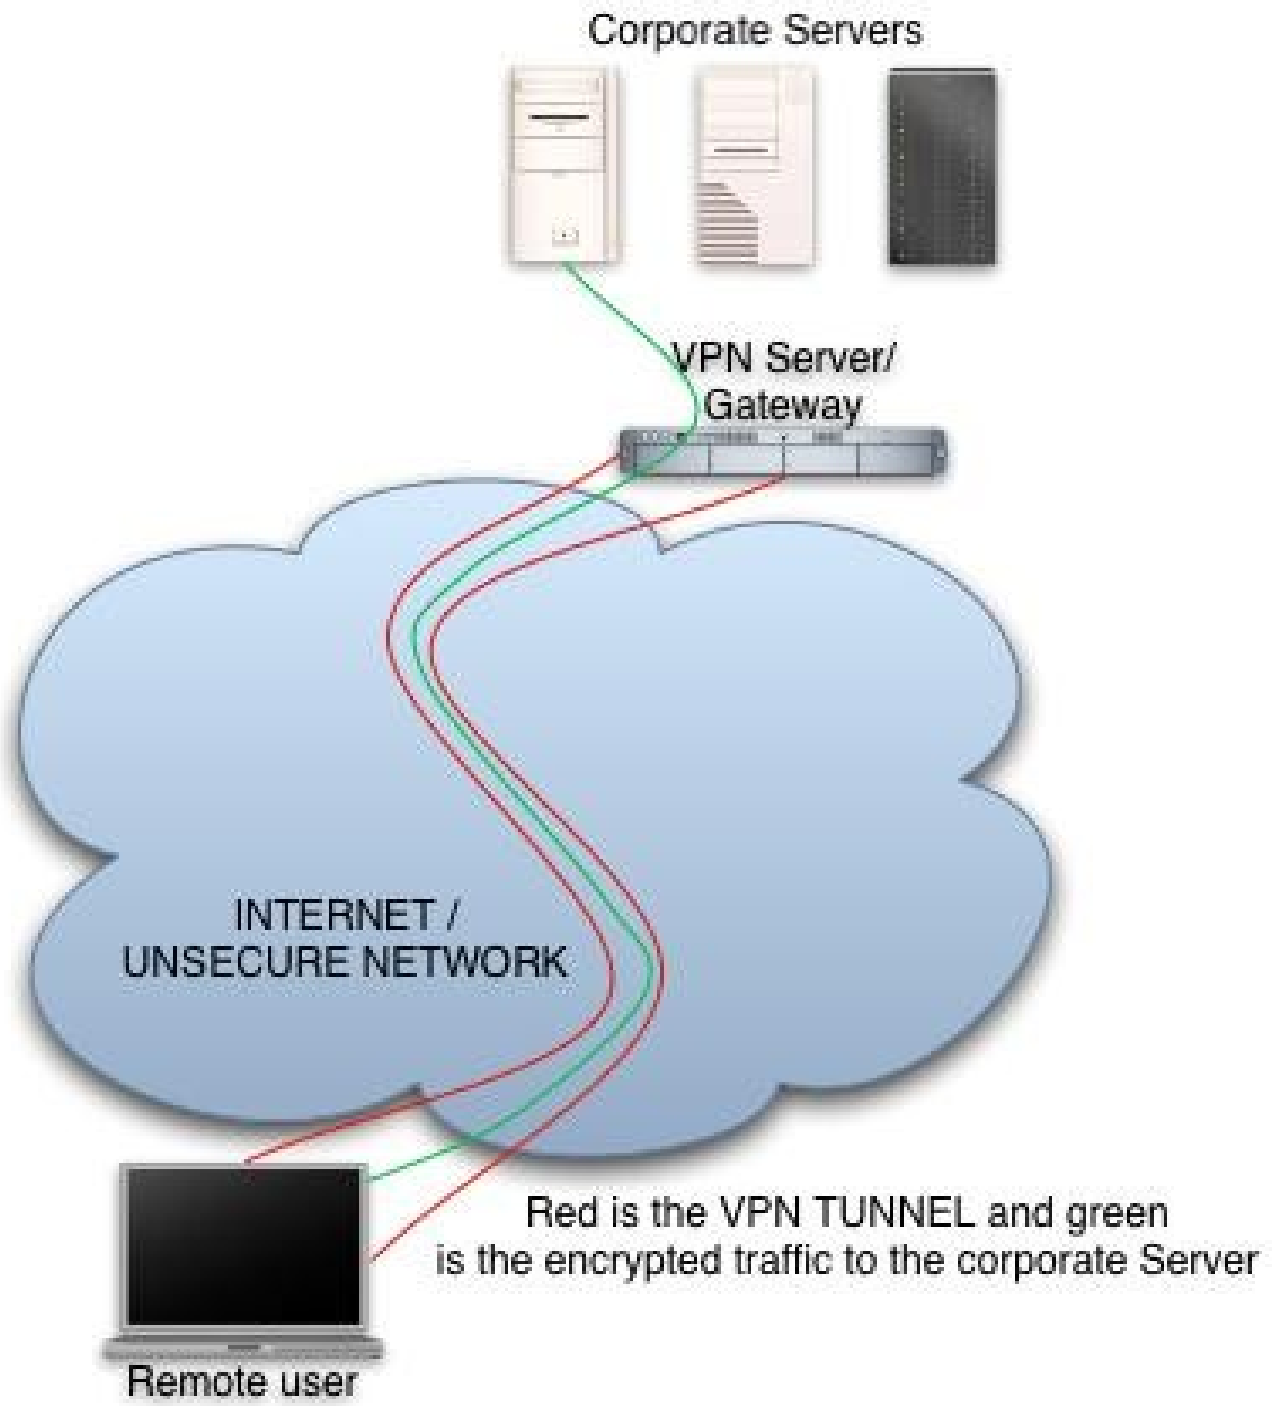 Corporate Servers
VPN Server/
Gateway
INTERNET /
UNSECURE NETWORK
Red is the VPN TUNNEL and green
is the encrypted traffic to the corporate Server
Remote user